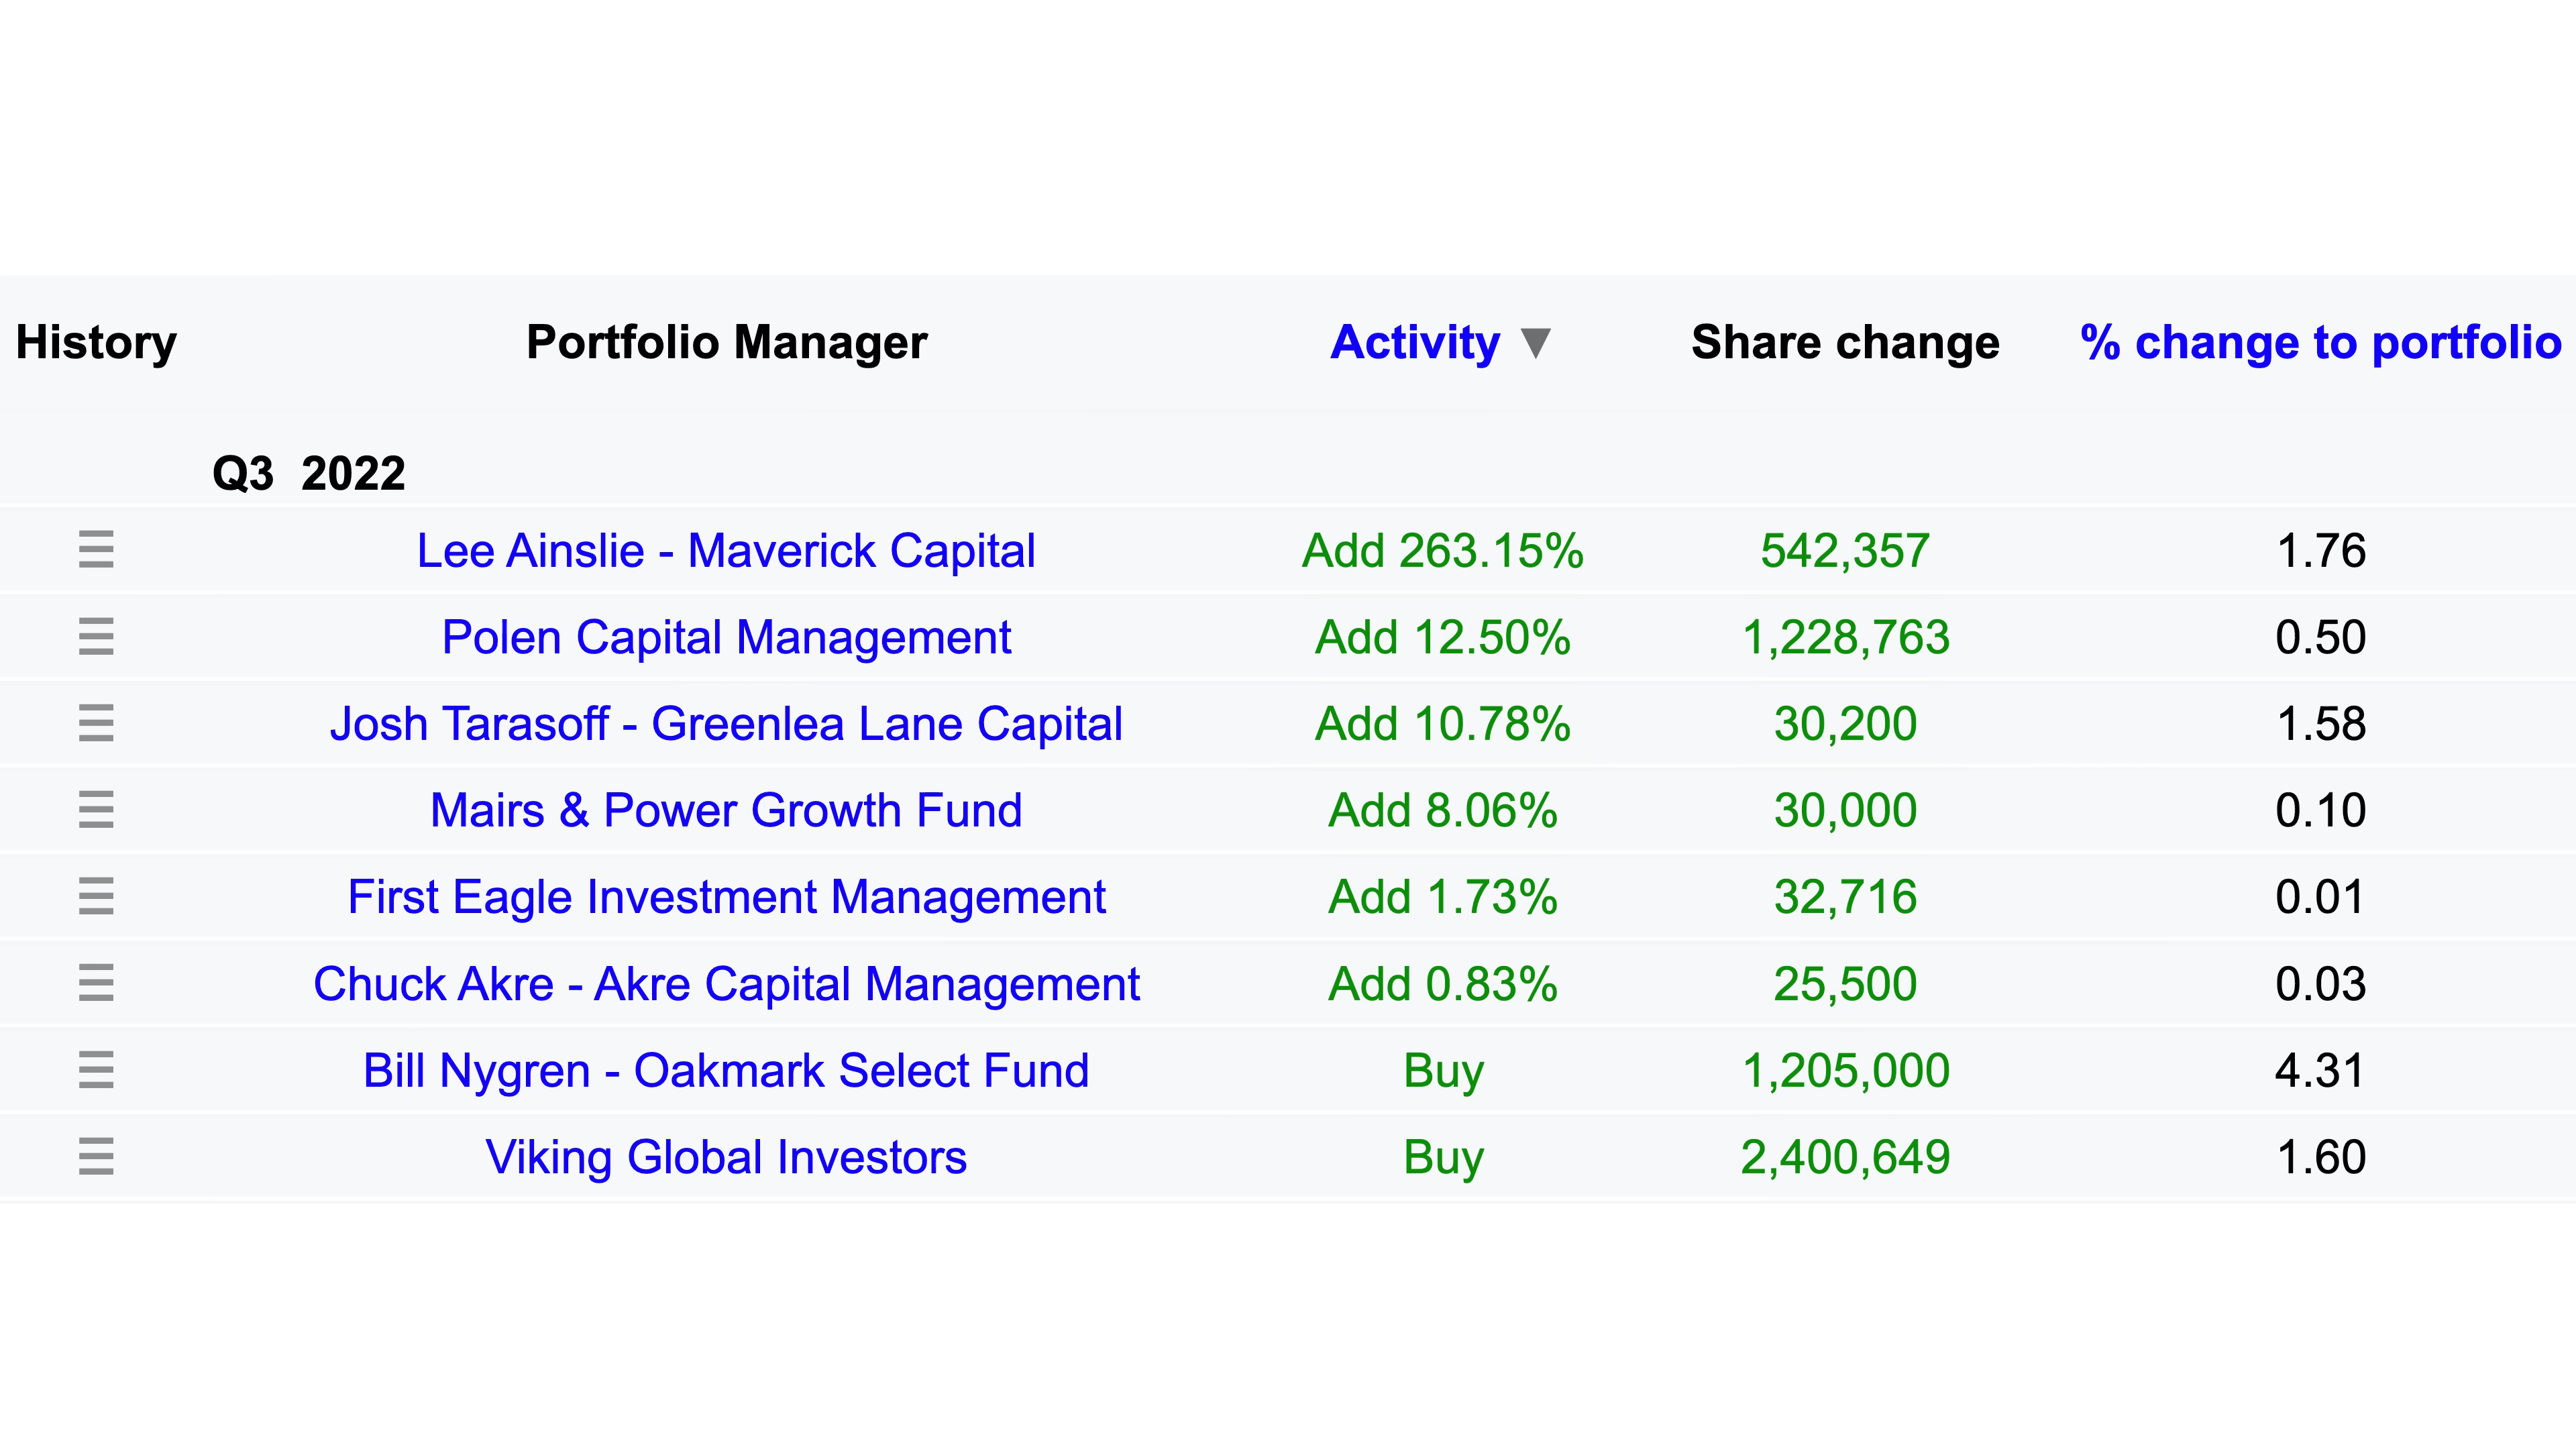 History Portfolio Manager Activity ▼ Share change % change to portfolio
Q3 2022
Lee Ainslie - Maverick Capital Add 263.15% 542,357 1.76
Polen Capital Management Add 12.50% 1,228,763 0.50
Josh Tarasoff - Greenlea Lane Capital Add 10.78% 30,200 1.58
Mairs & Power Growth Fund Add 8.06% 30,000 0.10
First Eagle Investment Management Add 1.73% 32,716 0.01
Chuck Akre - Akre Capital Management Add 0.83% 25,500 0.03
Bill Nygren - Oakmark Select Fund Buy 1,205,000 4.31
Viking Global Investors Buy 2,400,649 1.60